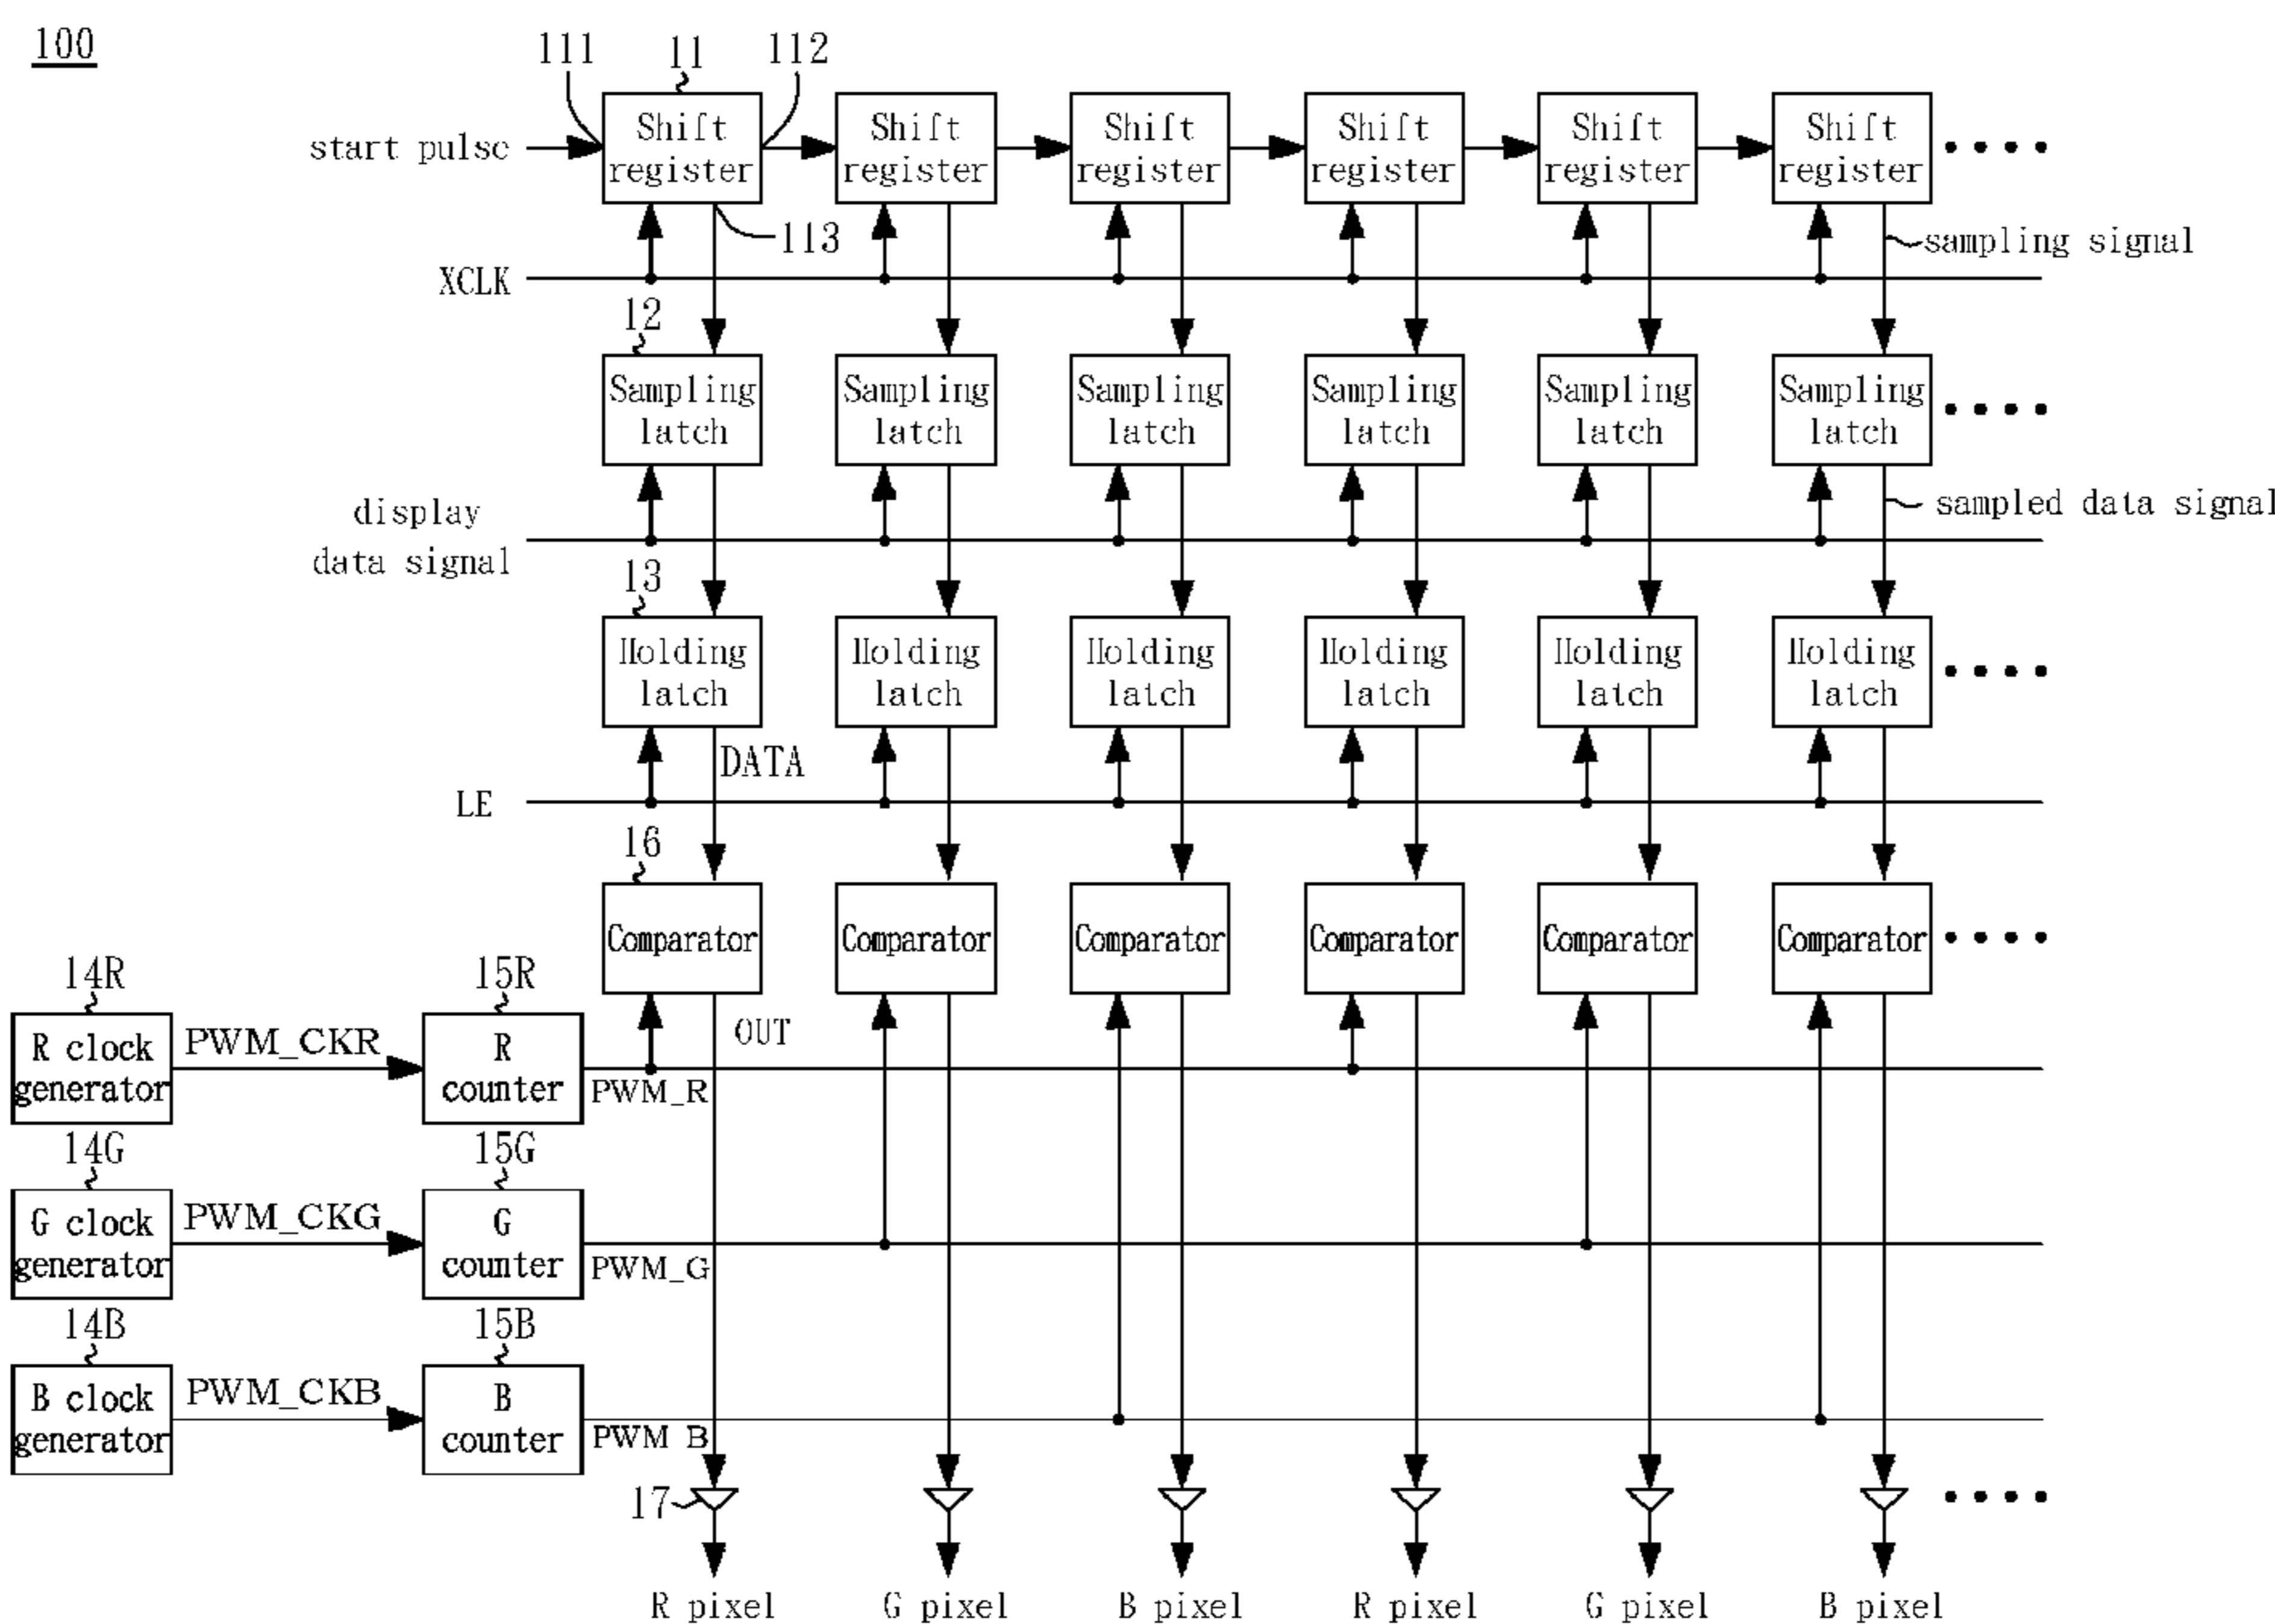 100
111
11
112
start pulse
Shift register
Shift register
Shift register
Shift register
Shift register
Shift register
113
sampling signal
XCLK
12
Sampling latch
Sampling latch
Sampling latch
Sampling latch
Sampling latch
Sampling latch
display
data signal
sampled data signal
13
Holding latch
Holding latch
Holding latch
Holding latch
Holding latch
Holding latch
DATA
LE
16
Comparator
Comparator
Comparator
Comparator
Comparator
Comparator
14R
15R
R clock generator
PWM_CKR
R counter
PWM_R
OUT
14G
15G
G clock generator
PWM_CKG
G counter
PWM_G
14B
15B
B clock generator
PWM_CKB
B counter
PWM B
17
R pixel
G pixel
B pixel
R pixel
G pixel
B pixel